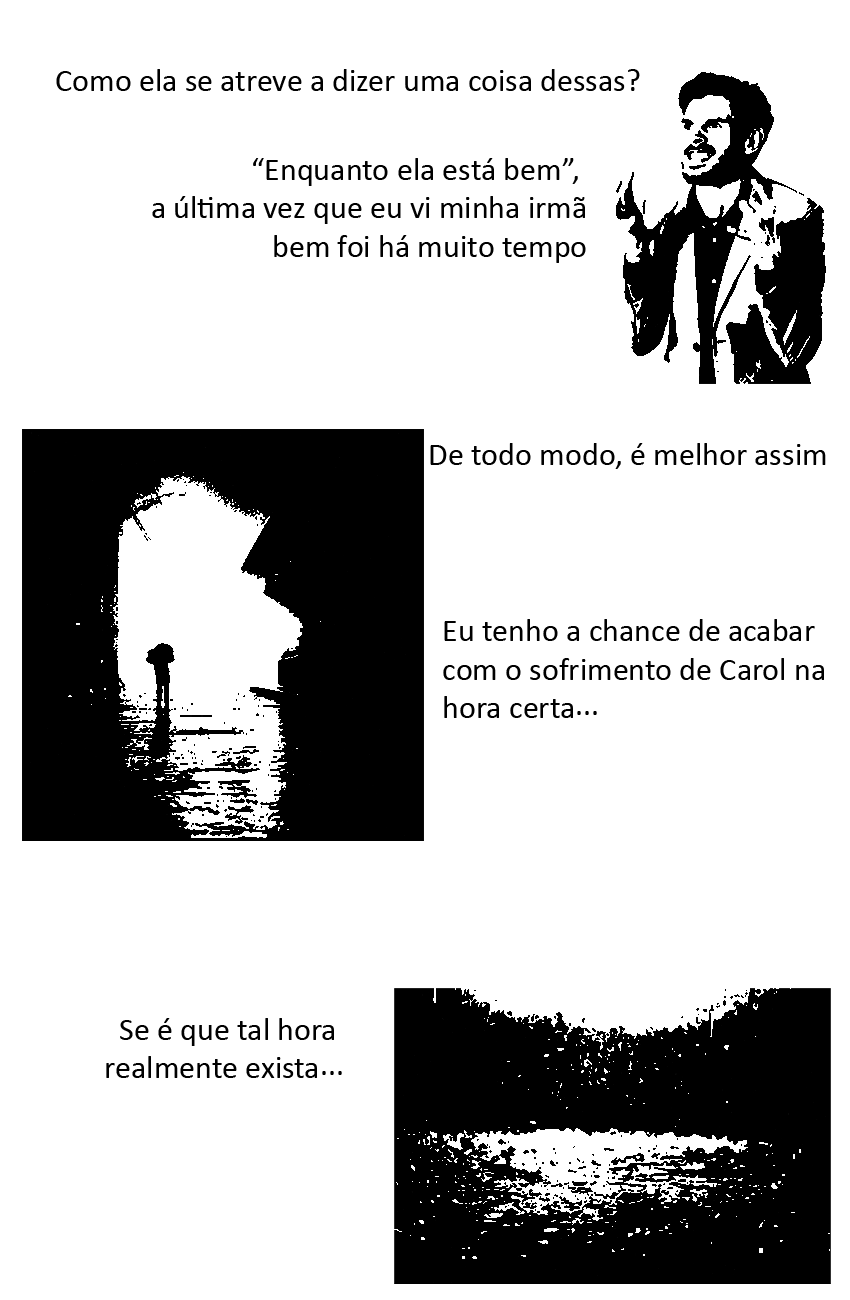 Como ela se atreve a dizer uma coisa dessas?
“Enquanto ela está bem”,
a última vez que eu vi minha irmã
bem foi há muito tempo
De todo modo, é melhor assim
Eu tenho a chance de acabar
com o sofrimento de Carol na
hora certa...
Se é que tal hora
realmente exista...